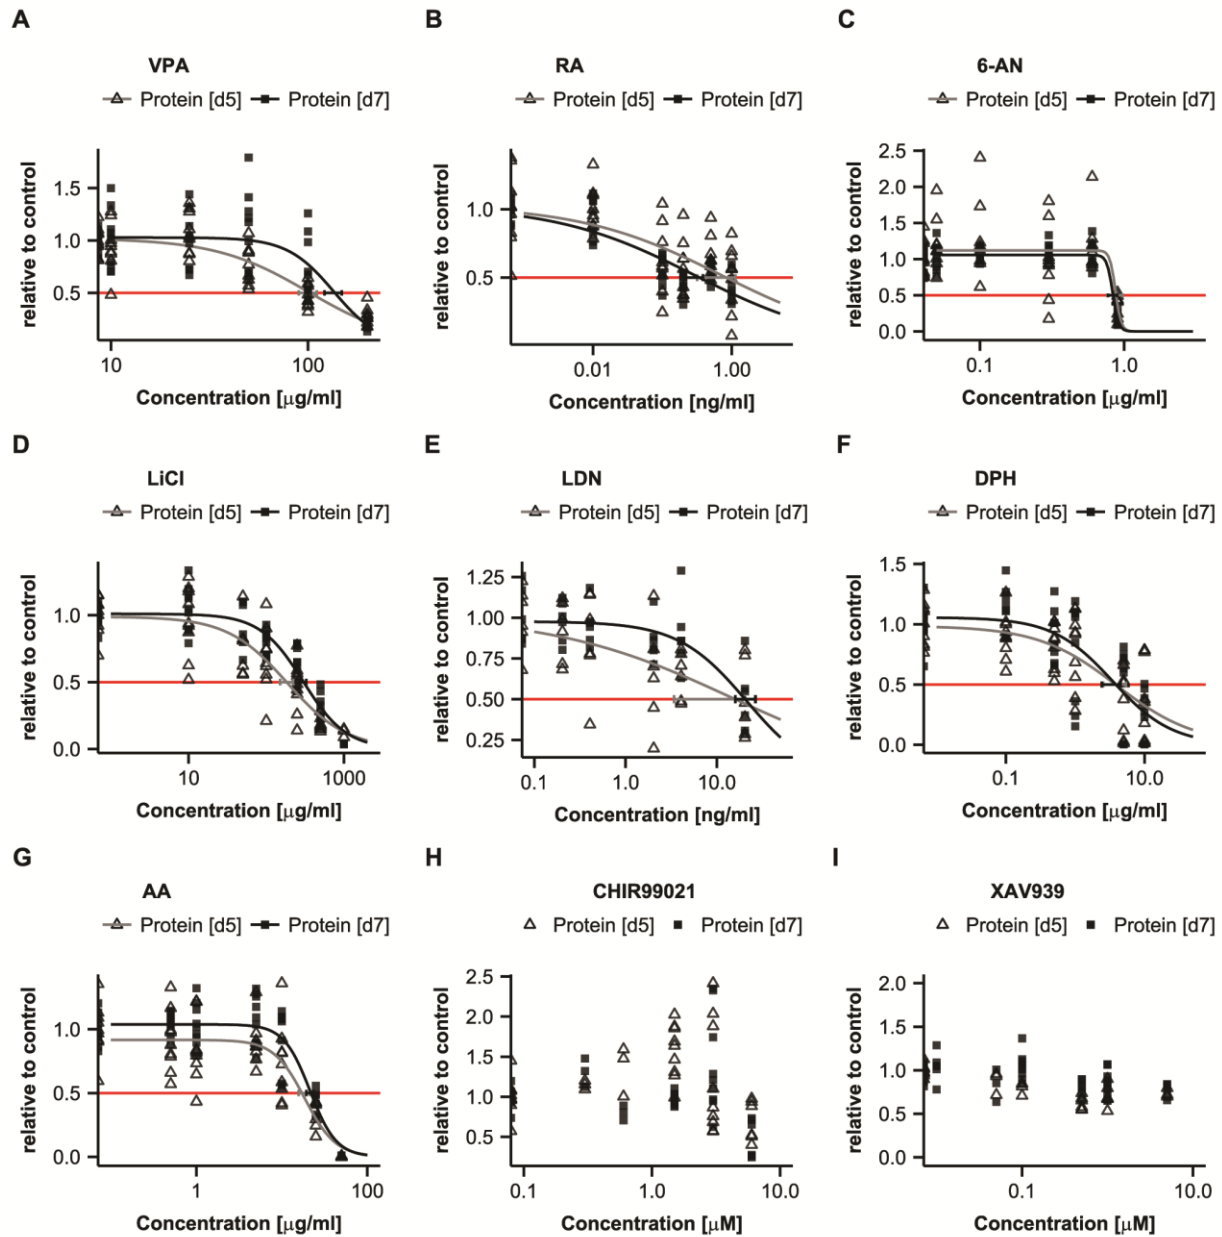 A B C
VPA RA 6-AN
Protein [d5] Protein [d7] Protein [d5] Protein [d7] Protein [d5] Protein [d7]
relative to control
1.5
1.0
0.5
10 100
Concentration [μg/ml]
relative to control
1.0
0.5
0.01 1.00
Concentration [ng/ml]
relative to control
2.5
2.0
1.5
1.0
0.5
0.0
0.1 1.0
Concentration [μg/ml]
D E F
LiCl LDN DPH
Protein [d5] Protein [d7] Protein [d5] Protein [d7] Protein [d5] Protein [d7]
relative to control
1.0
0.5
0.0
10 1000
Concentration [μg/ml]
relative to control
1.25
1.00
0.75
0.50
0.25
0.1 1.0 10.0
Concentration [ng/ml]
relative to control
1.5
1.0
0.5
0.0
0.1 10.0
Concentration [μg/ml]
G H I
AA CHIR99021 XAV939
Protein [d5] Protein [d7] Protein [d5] Protein [d7] Protein [d5] Protein [d7]
relative to control
1.0
0.5
0.0
1 100
Concentration [μg/ml]
relative to control
2.5
2.0
1.5
1.0
0.5
0.1 1.0 10.0
Concentration [μM]
relative to control
2.0
1.5
1.0
0.5
0.0
0.1 10.0
Concentration [μM]